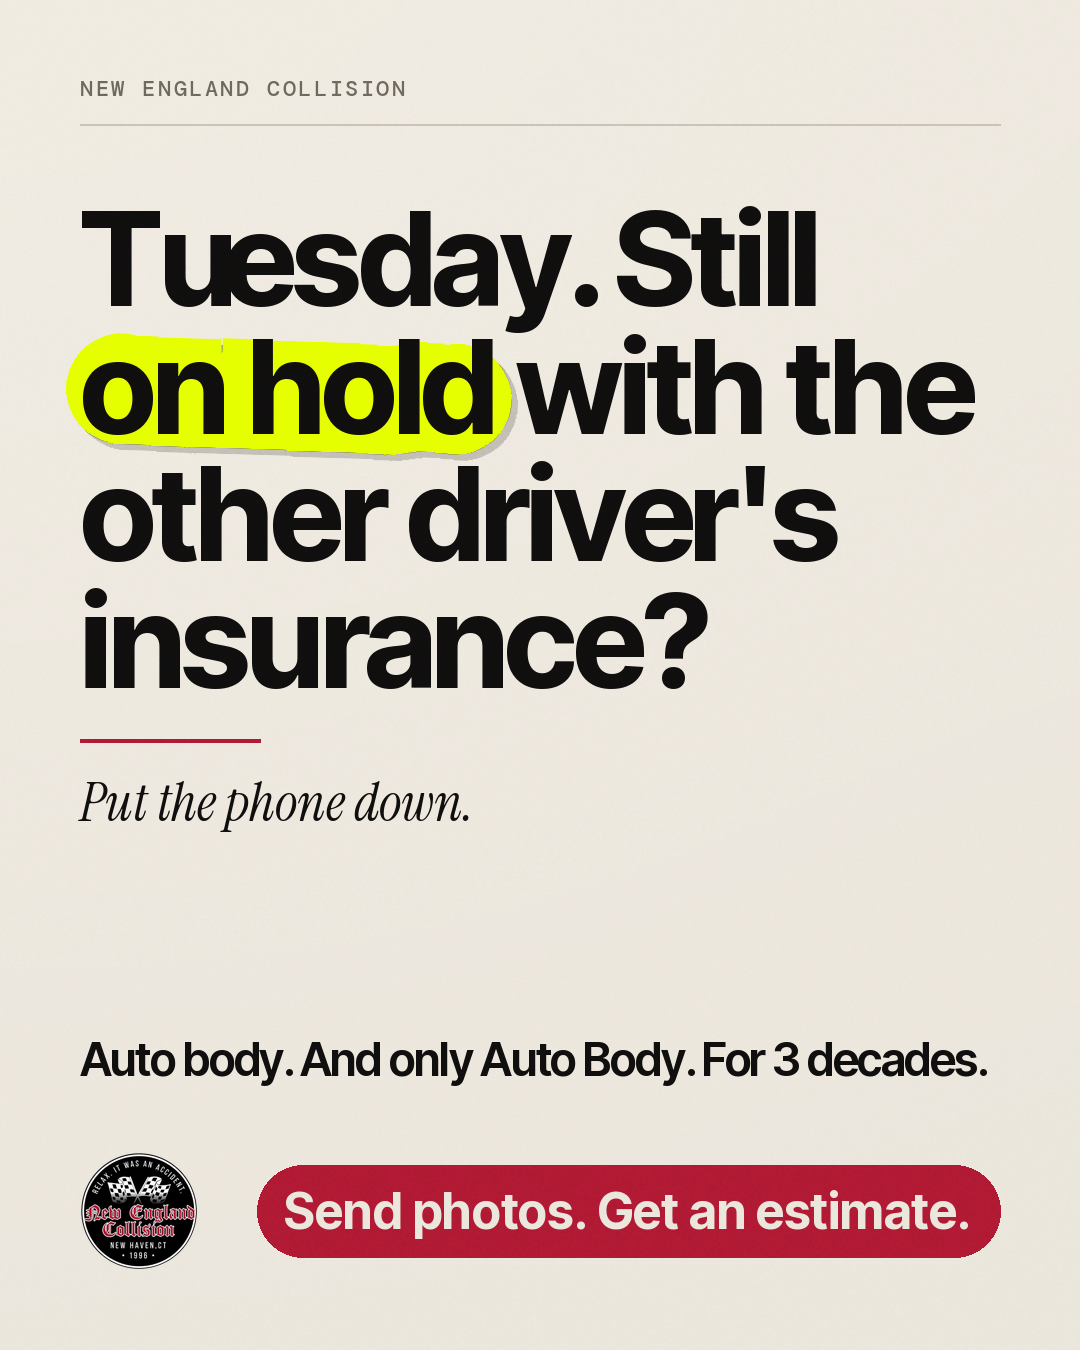 NEW ENGLAND COLLISION
Tuesday. Still
on hold with the
other driver's
insurance?
Put the phone down.
Auto body. And only Auto Body. For 3 decades.
RELAX, IT WAS AN ACCIDENT.
New England
Collision
NEW HAVEN, CT
• 1996 •
Send photos. Get an estimate.